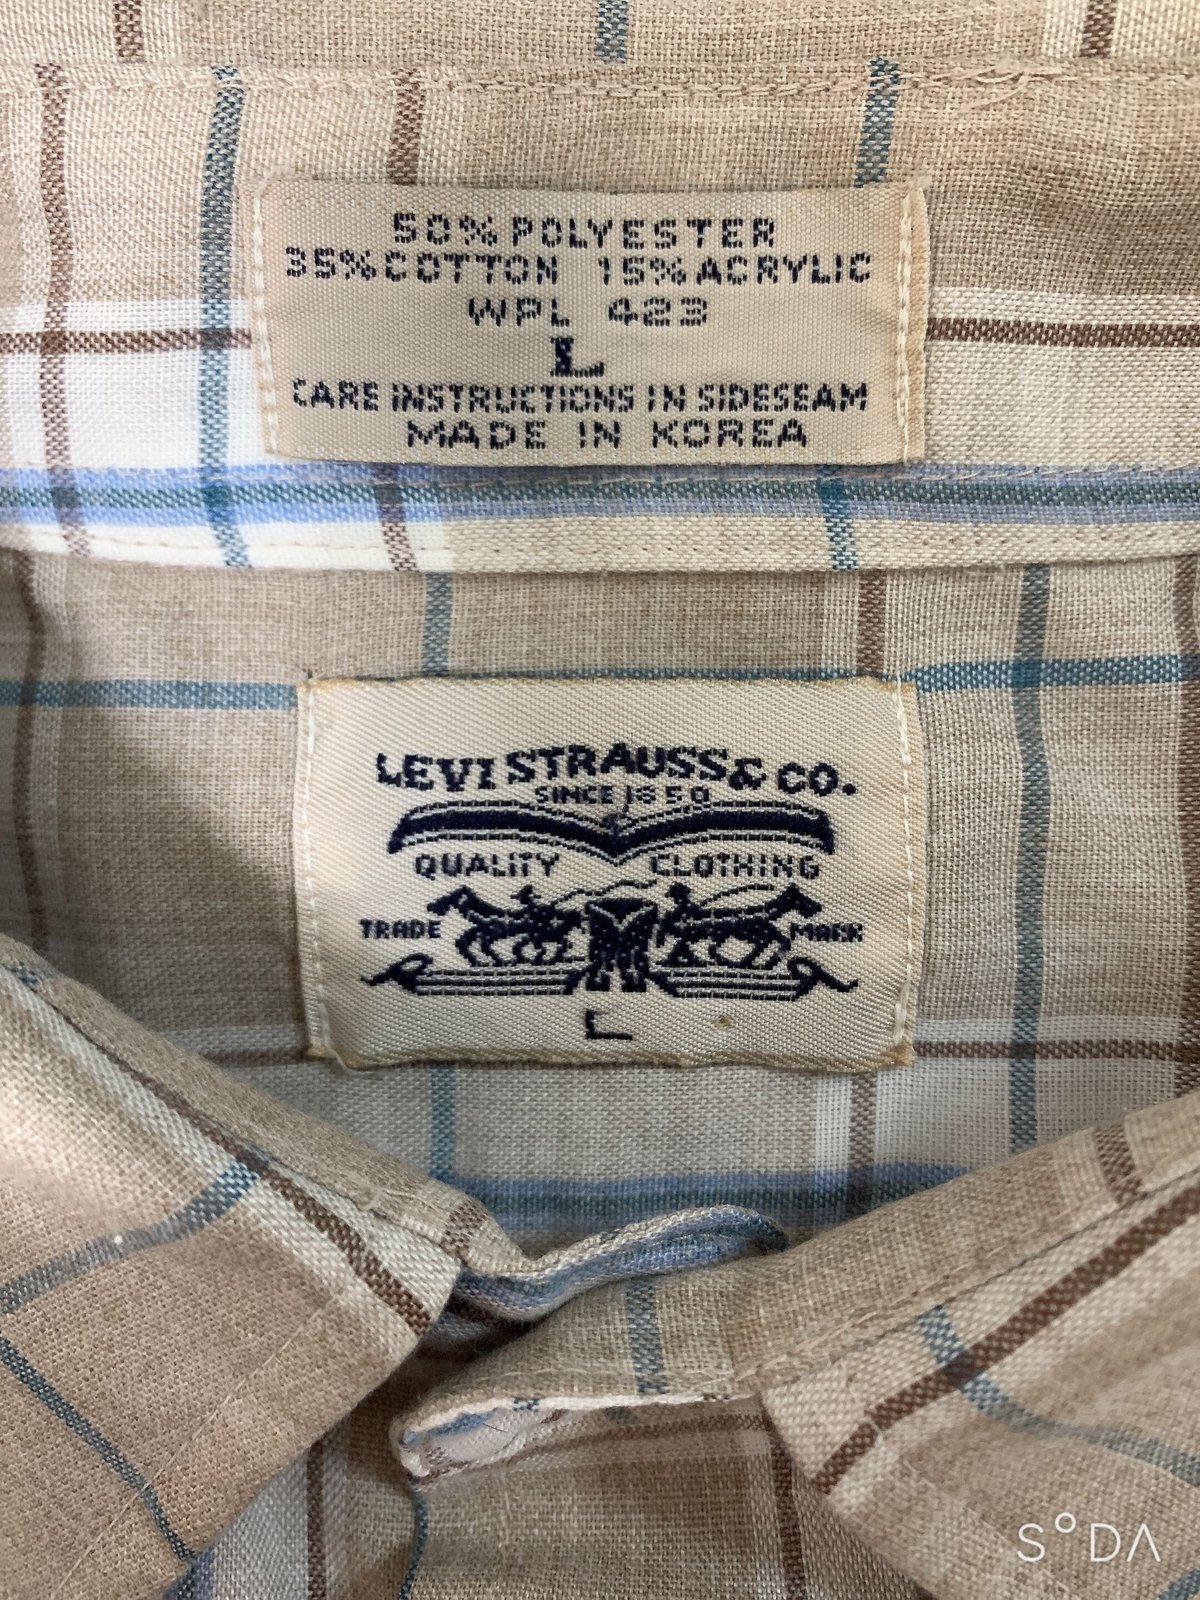 50% POLYESTER
35% COTTON 15% ACRYLIC
WPL 423
L
CARE INSTRUCTIONS IN SIDESEAM
MADE IN KOREA
LEVI STRAUSS & CO.
SINCE 1850
QUALITY CLOTHING
TRADE MARK
L
SODA